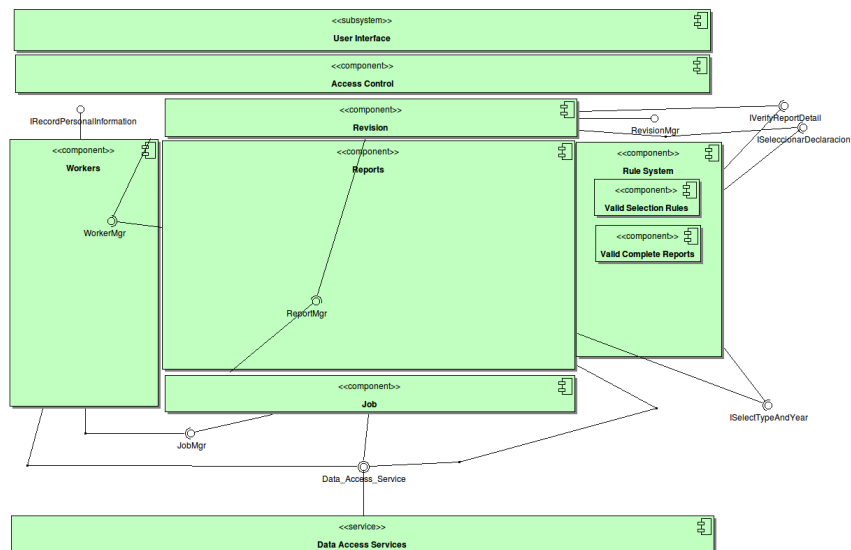 <<subsystem>>
User Interface
<<component>>
Access Control
<<component>>
Revision
IRecordPersonalInformation
RevisionMgr
IVerifyReportDetail
ISeleccionarDeclaracion
<<component>>
Workers
<<component>>
Reports
<<component>>
Rule System
<<component>>
Valid Selection Rules
WorkerMgr
<<component>>
Valid Complete Reports
ReportMgr
<<component>>
Job
ISelectTypeAndYear
JobMgr
Data_Access_Service
<<service>>
Data Access Services